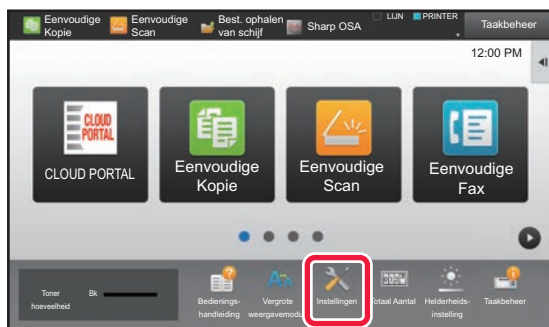 Eenvoudige
Kopie
Eenvoudige
Scan
Best. ophalen
van schijf
Sharp OSA
LIJN
PRINTER
Taakbeheer
12:00 PM
CLOUD
PORTAL
CLOUD PORTAL
Eenvoudige
Kopie
Eenvoudige
Scan
Eenvoudige
Fax
Toner
hoeveelheid
Bk
Bedienings-
handleiding
Vergrote
weergavemodus
Instellingen
Totaal Aantal
Helderheids-
instelling
Taakbeheer